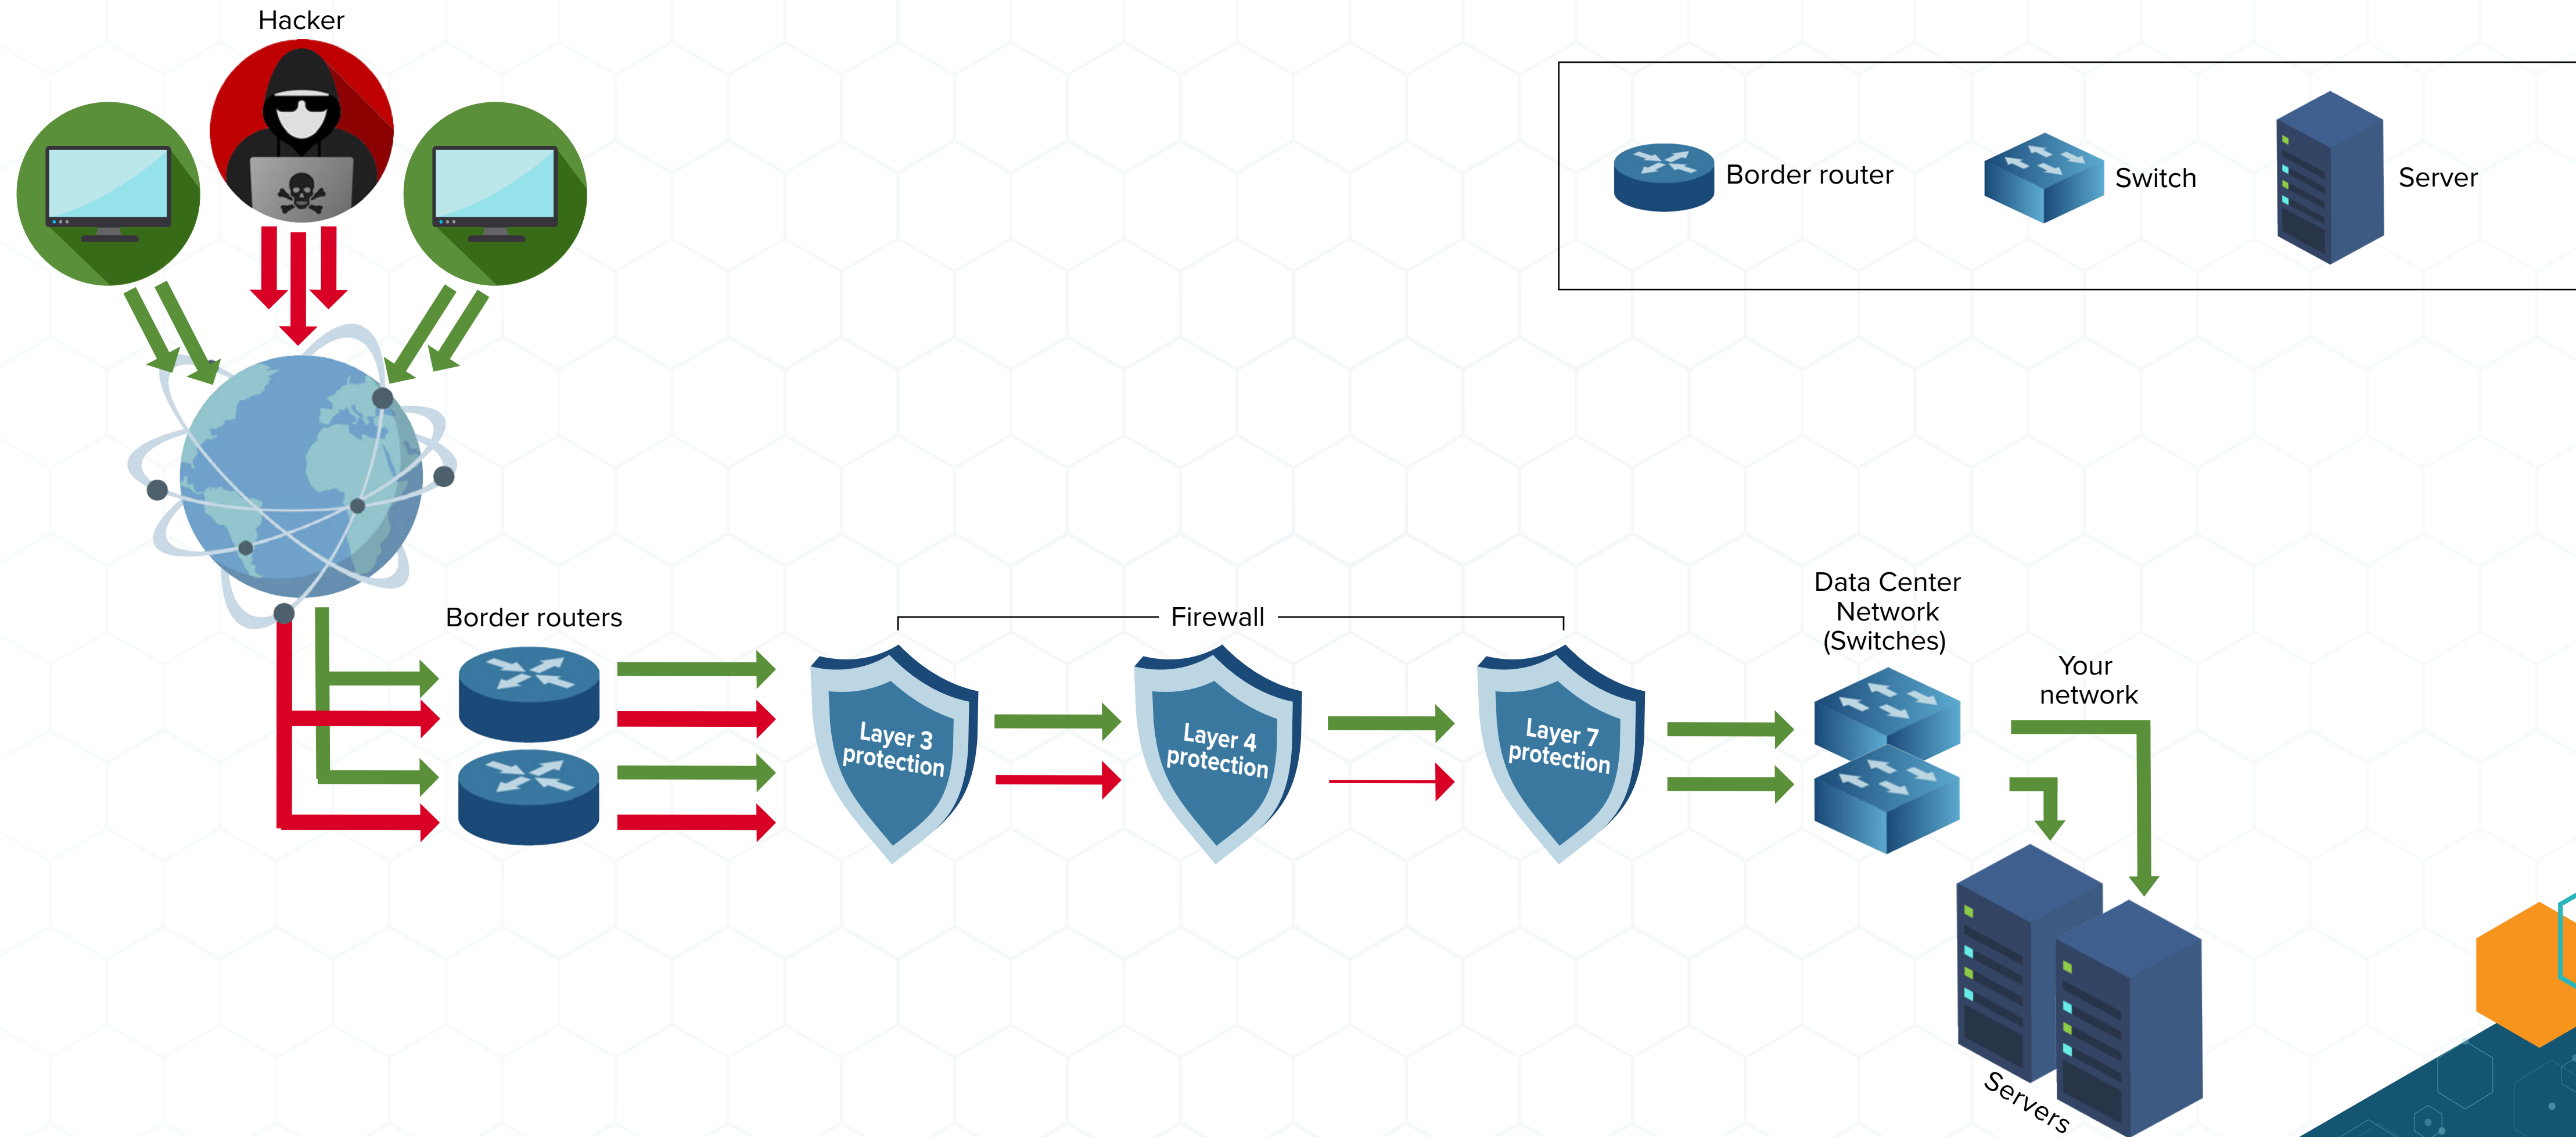 Hacker
Border router
Switch
Server
Border routers
Firewall
Layer 3
protection
Layer 4
protection
Layer 7
protection
Data Center
Network
(Switches)
Your
network
Servers